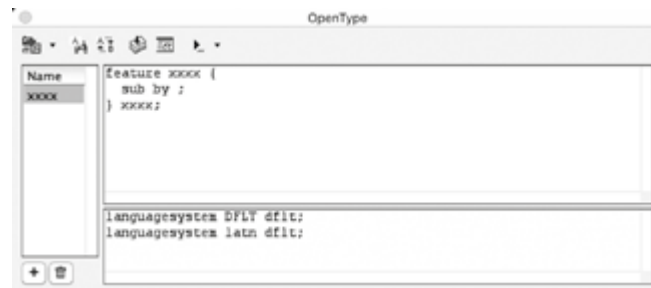 OpenType
Name
xxxx
feature xxxx {
sub by ;
} xxxx;
languagesystem DFLT dflt;
languagesystem latn dflt;